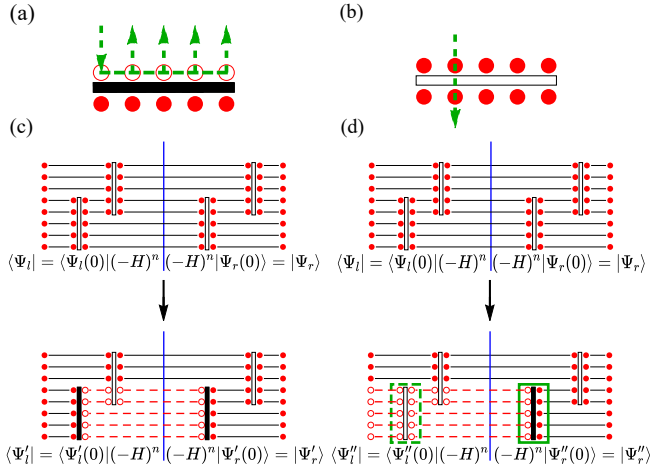 (a) (b)
(c) (d)
⟨Ψ_l| = ⟨Ψ_l(0)|(-H)^n (-H)^n|Ψ_r(0)⟩ = |Ψ_r⟩ ⟨Ψ_l| = ⟨Ψ_l(0)|(-H)^n (-H)^n|Ψ_r(0)⟩ = |Ψ_r⟩
⟨Ψ′_l| = ⟨Ψ′_l(0)|(-H)^n (-H)^n|Ψ′_r(0)⟩ = |Ψ′_r⟩ ⟨Ψ″_l| = ⟨Ψ″_l(0)|(-H)^n (-H)^n|Ψ″_r(0)⟩ = |Ψ″_r⟩